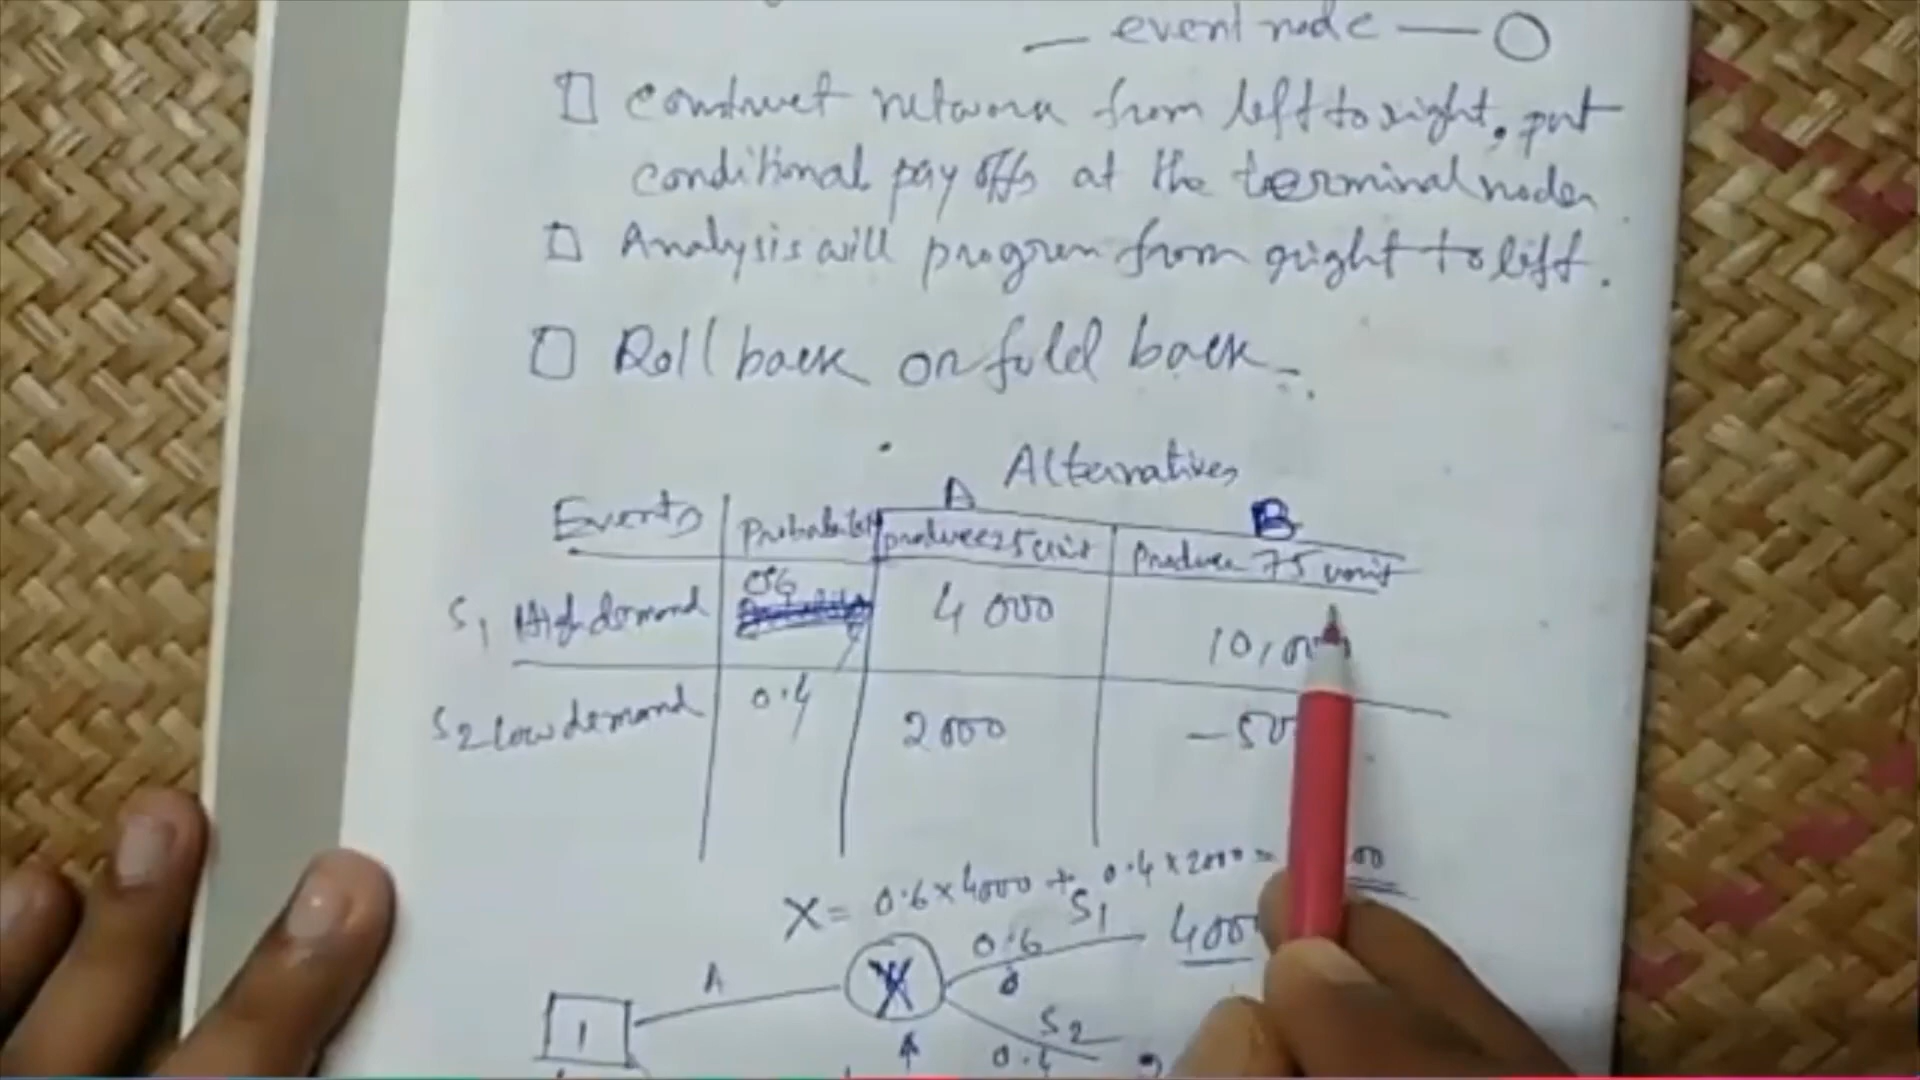 — event node — O
□ Construct network from left to right, put
conditional pay offs at the terminal nodes
□ Analysis will progress from right to left.
□ Roll back or fold back
Alternatives
A B
Events Probability produce 25 unit Produce 75 unit
S1 High demand 0.6 4000 10,000
S2 low demand 0.4 2000 -50
X = 0.6 x 4000 + 0.4 x 2000 =
A X 0.6 S1 400
1 S2
0.4